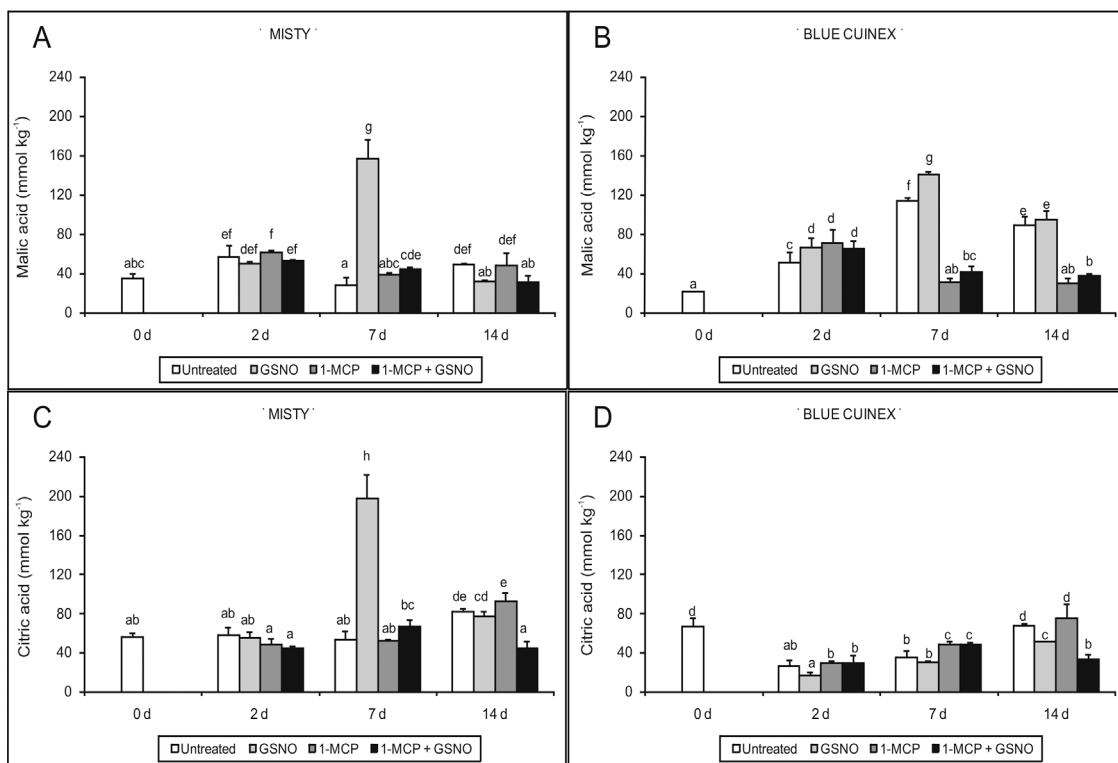 A
` MISTY `
Malic acid (mmol kg-1)
240
200
160
120
80
40
0
abc
ef def f ef
a g abc cde
def ab def ab
0 d 2 d 7 d 14 d
Untreated GSNO 1-MCP 1-MCP + GSNO
B
` BLUE CUINEX `
Malic acid (mmol kg-1)
240
200
160
120
80
40
0
a
c d d d
f g ab bc
e e ab b
0 d 2 d 7 d 14 d
Untreated GSNO 1-MCP 1-MCP + GSNO
C
` MISTY `
Citric acid (mmol kg-1)
240
200
160
120
80
40
0
ab
ab ab a a
ab h ab bc
de cd e a
0 d 2 d 7 d 14 d
Untreated GSNO 1-MCP 1-MCP + GSNO
D
` BLUE CUINEX `
Citric acid (mmol kg-1)
240
200
160
120
80
40
0
d
ab a b b
b b c c
d c d b
0 d 2 d 7 d 14 d
Untreated GSNO 1-MCP 1-MCP + GSNO